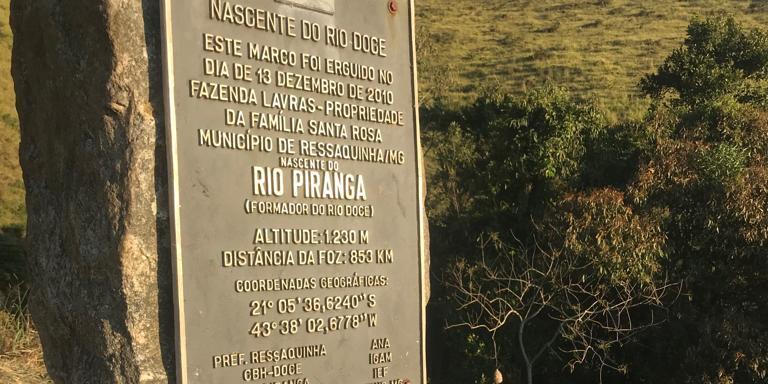 NASCENTE DO RIO DOCE
ESTE MARCO FOI ERGUIDO NO
DIA DE 13 DEZEMBRO DE 2010
FAZENDA LAVRAS-PROPRIEDADE
DA FAMÍLIA SANTA ROSA
MUNICÍPIO DE RESSAQUINHA/MG
NASCENTE DO
RIO PIRANGA
(FORMADOR DO RIO DOCE)
ALTITUDE: 1.230 M
DISTÂNCIA DA FOZ: 853 KM
COORDENADAS GEOGRÁFICAS:
21° 05' 36,6240'' S
43° 38' 02,6778'' W
PREF. RESSAQUINHA ANA
CBH-DOCE IGAM
IEF